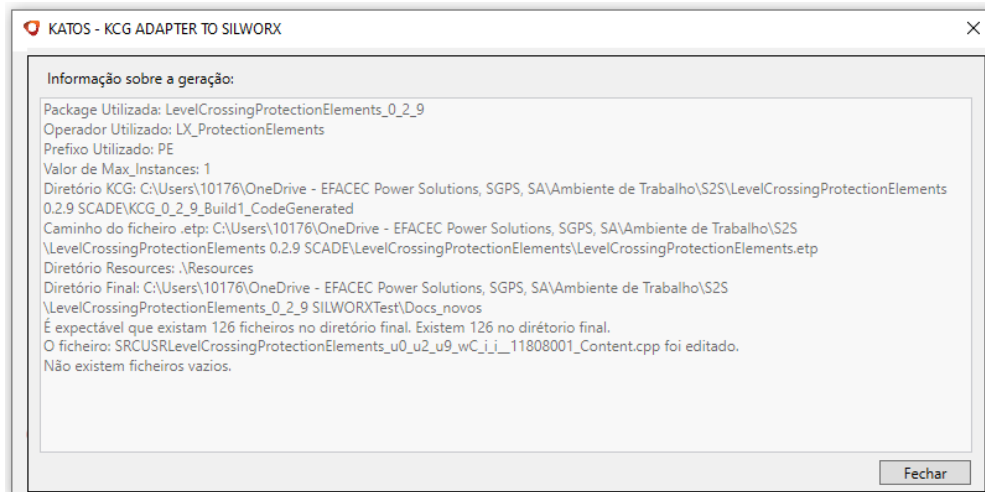 KATOS - KCG ADAPTER TO SILWORX
Informação sobre a geração:
Package Utilizada: LevelCrossingProtectionElements_0_2_9
Operador Utilizado: LX_ProtectionElements
Prefixo Utilizado: PE
Valor de Max_Instances: 1
Diretório KCG: C:\Users\10176\OneDrive - EFACEC Power Solutions, SGPS, SA\Ambiente de Trabalho\S2S\LevelCrossingProtectionElements
0.2.9 SCADE\KCG_0_2_9_Build1_CodeGenerated
Caminho do ficheiro .etp: C:\Users\10176\OneDrive - EFACEC Power Solutions, SGPS, SA\Ambiente de Trabalho\S2S
\LevelCrossingProtectionElements 0.2.9 SCADE\LevelCrossingProtectionElements\LevelCrossingProtectionElements.etp
Diretório Resources: .\Resources
Diretório Final: C:\Users\10176\OneDrive - EFACEC Power Solutions, SGPS, SA\Ambiente de Trabalho\S2S
\LevelCrossingProtectionElements_0_2_9 SILWORXTest\Docs_novos
É expectável que existam 126 ficheiros no diretório final. Existem 126 no dirétorio final.
O ficheiro: SRCUSRLevelCrossingProtectionElements_u0_u2_u9_wC_i_i__11808001_Content.cpp foi editado.
Não existem ficheiros vazios.
Fechar